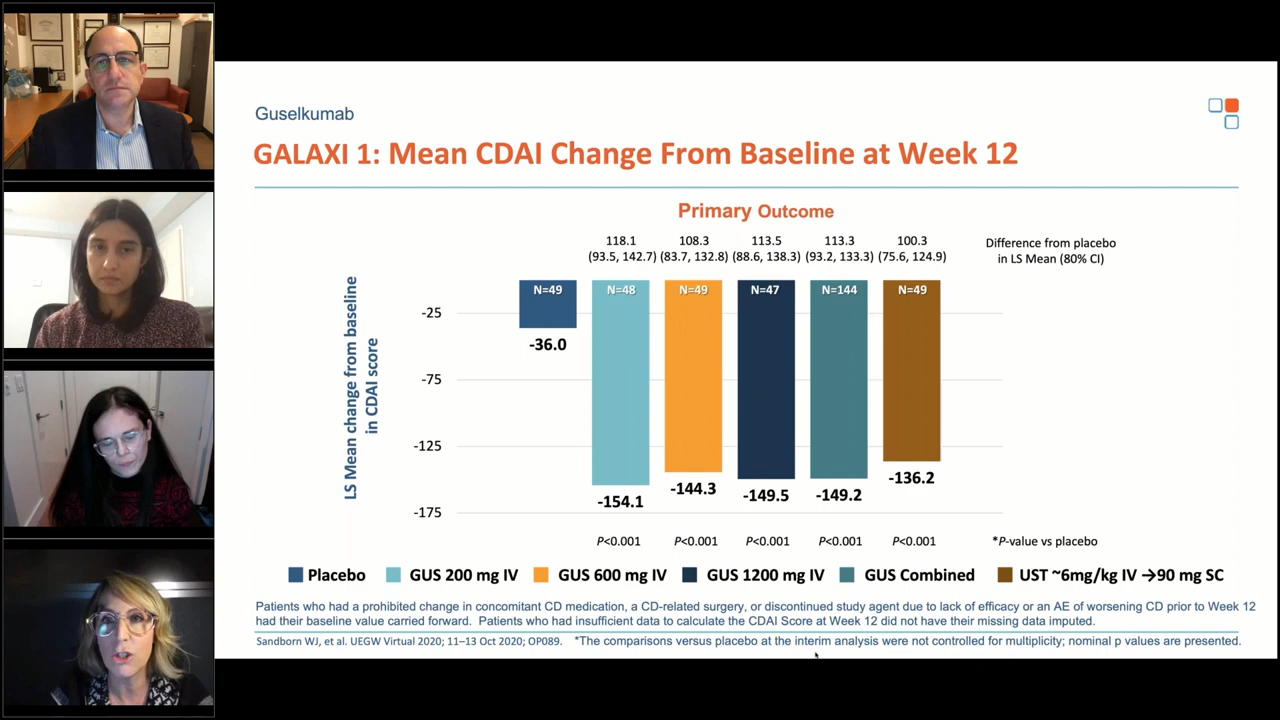 Guselkumab
GALAXI 1: Mean CDAI Change From Baseline at Week 12
Primary Outcome
118.1 108.3 113.5 113.3 100.3
(93.5, 142.7) (83.7, 132.8) (88.6, 138.3) (93.2, 133.3) (75.6, 124.9)
Difference from placebo
in LS Mean (80% CI)
LS Mean change from baseline
in CDAI score
N=49 N=48 N=49 N=47 N=144 N=49
-25
-75
-125
-175
-36.0
-154.1
-144.3
-149.5
-149.2
-136.2
P<0.001 P<0.001 P<0.001 P<0.001 P<0.001
*P-value vs placebo
Placebo GUS 200 mg IV GUS 600 mg IV GUS 1200 mg IV GUS Combined UST ~6mg/kg IV →90 mg SC
Patients who had a prohibited change in concomitant CD medication, a CD-related surgery, or discontinued study agent due to lack of efficacy or an AE of worsening CD prior to Week 12
had their baseline value carried forward. Patients who had insufficient data to calculate the CDAI Score at Week 12 did not have their missing data imputed.
Sandborn WJ, et al. UEGW Virtual 2020; 11–13 Oct 2020; OP089. *The comparisons versus placebo at the interim analysis were not controlled for multiplicity; nominal p values are presented.